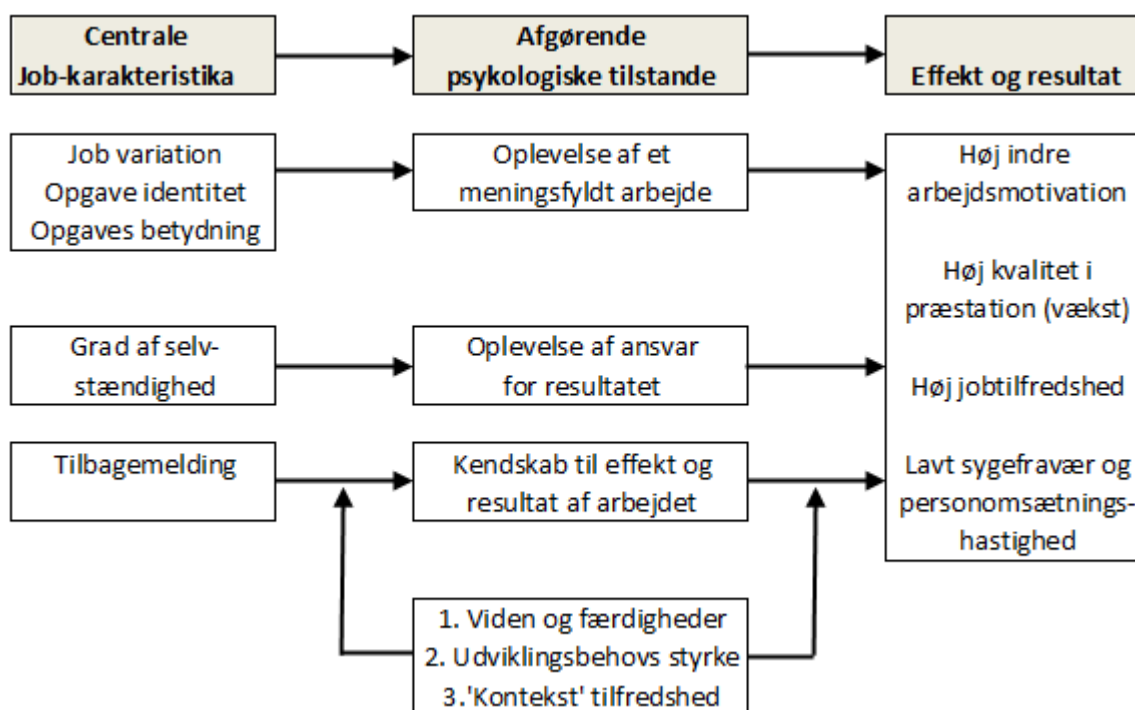 Centrale
Job-karakteristika
Afgørende
psykologiske tilstande
Effekt og resultat
Job variation
Opgave identitet
Opgaves betydning
Oplevelse af et
meningsfyldt arbejde
Høj indre
arbejdsmotivation
Høj kvalitet i
præstation (vækst)
Høj jobtilfredshed
Lavt sygefravær og
personomsætnings-
hastighed
Grad af selv-
stændighed
Oplevelse af ansvar
for resultatet
Tilbagemelding
Kendskab til effekt og
resultat af arbejdet
1. Viden og færdigheder
2. Udviklingsbehovs styrke
3.'Kontekst' tilfredshed